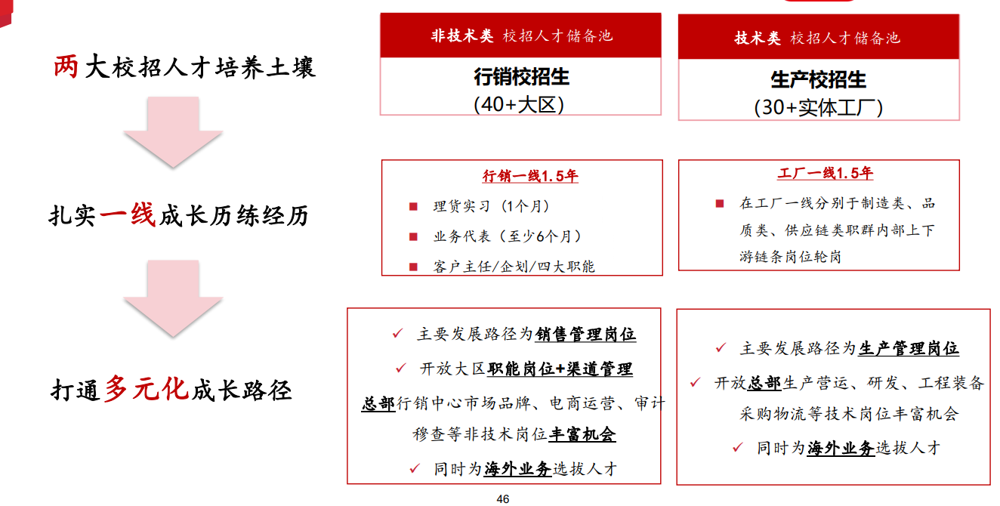 两大校招人才培养土壤
非技术类 校招人才储备池
行销校招生
（40+大区）
技术类 校招人才储备池
生产校招生
（30+实体工厂）
扎实一线成长历练经历
行销一线1.5年
■ 理货实习（1个月）
■ 业务代表（至少6个月）
■ 客户主任/企划/四大职能
工厂一线1.5年
■ 在工厂一线分别于制造类、品
质类、供应链类职群内部上下
游链条岗位轮岗
打通多元化成长路径
✓ 主要发展路径为销售管理岗位
✓ 开放大区职能岗位+渠道管理
总部行销中心市场品牌、电商运营、审计
穆查等非技术岗位丰富机会
✓ 同时为海外业务选拔人才
✓ 主要发展路径为生产管理岗位
✓ 开放总部生产营运、研发、工程装备
采购物流等技术岗位丰富机会
✓ 同时为海外业务选拔人才
46